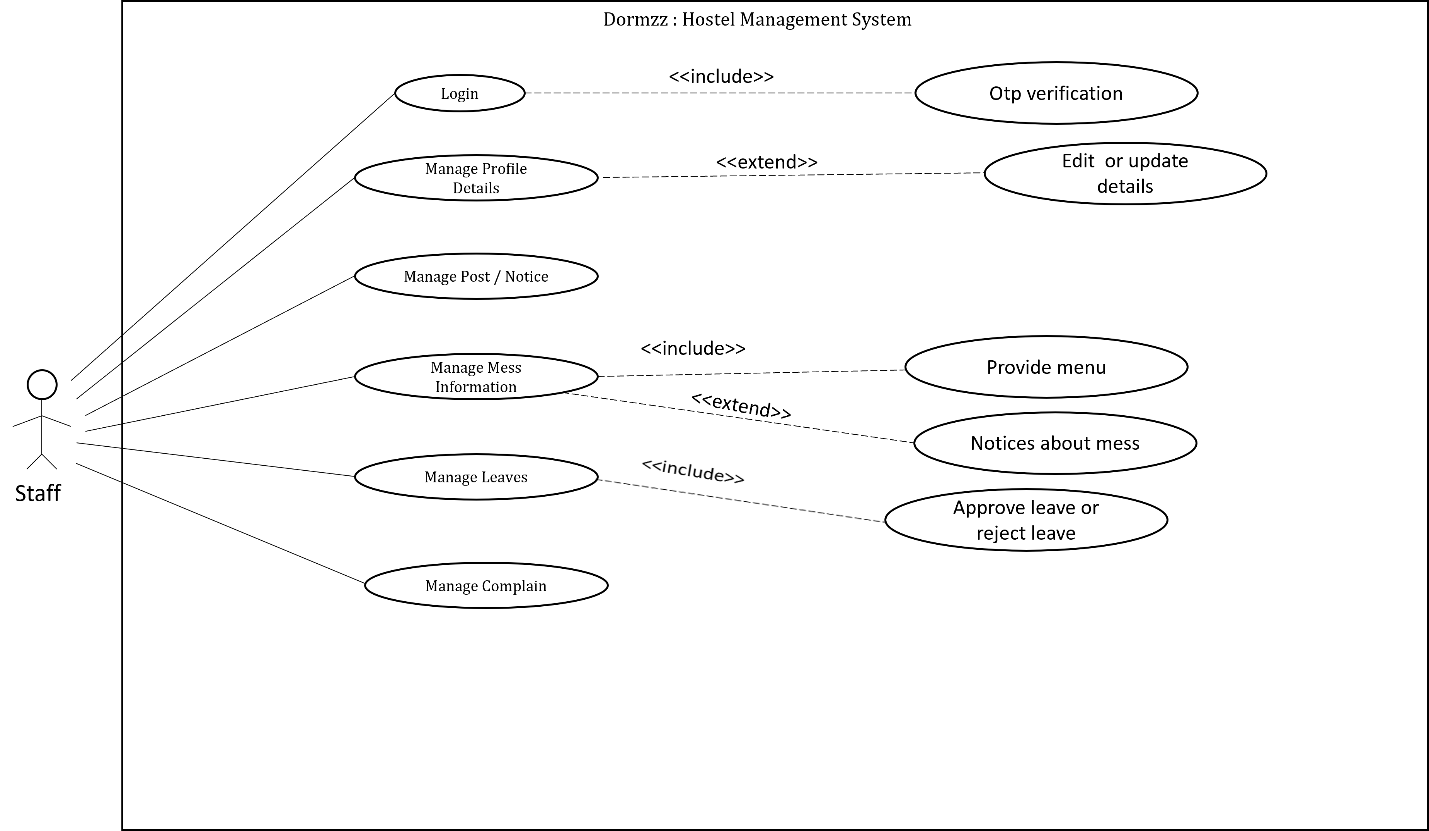 Dormzz : Hostel Management System
Login
<<include>>
Otp verification
Manage Profile
Details
<<extend>>
Edit  or update
details
Manage Post / Notice
Manage Mess
Information
<<include>>
Provide menu
<<extend>>
Notices about mess
Staff
Manage Leaves
<<include>>
Approve leave or
reject leave
Manage Complain